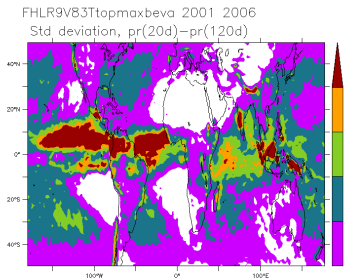 FHLR9V83Ttopmaxbeva 2001 2006
Std deviation, pr(20d)-pr(120d)
40°N
20°N
0°
20°S
40°S
100°W
0°
100°E